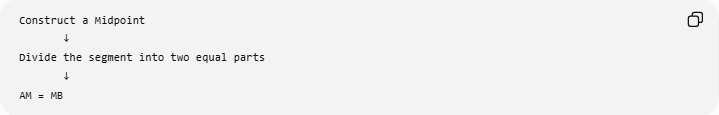 Construct a Midpoint
↓
Divide the segment into two equal parts
↓
AM = MB